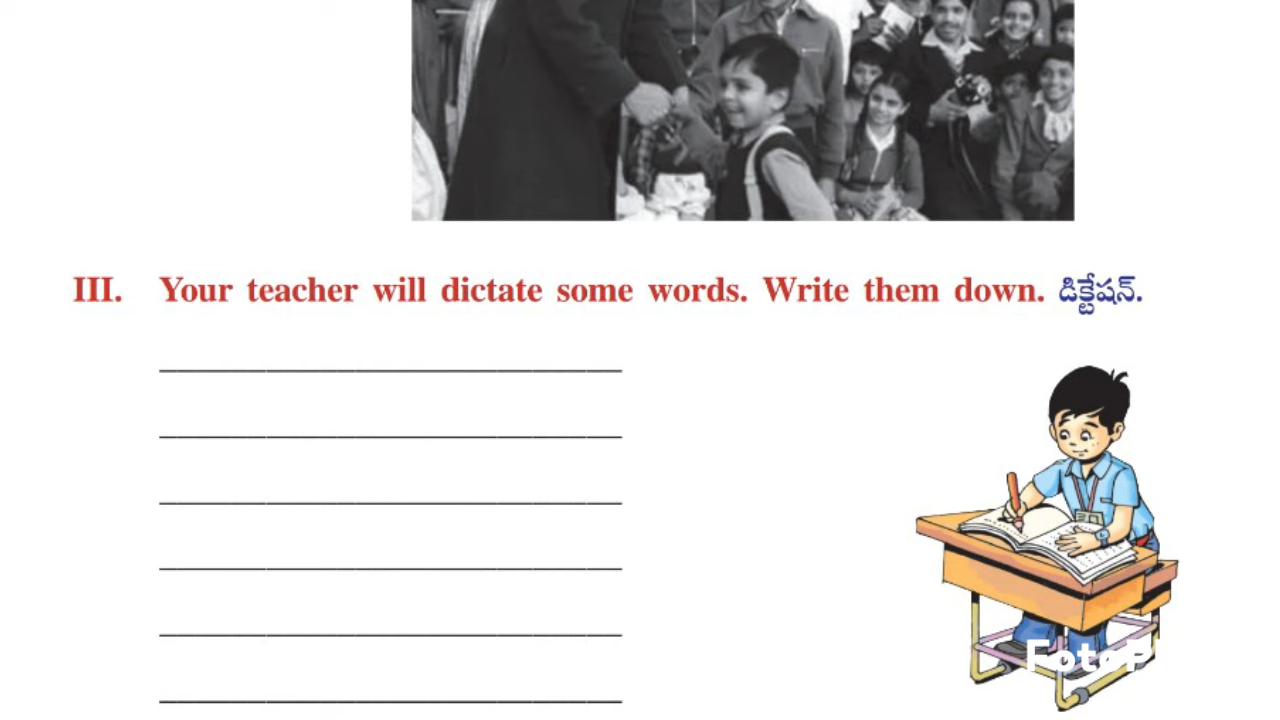 III. Your teacher will dictate some words. Write them down. డిక్టేషన్.